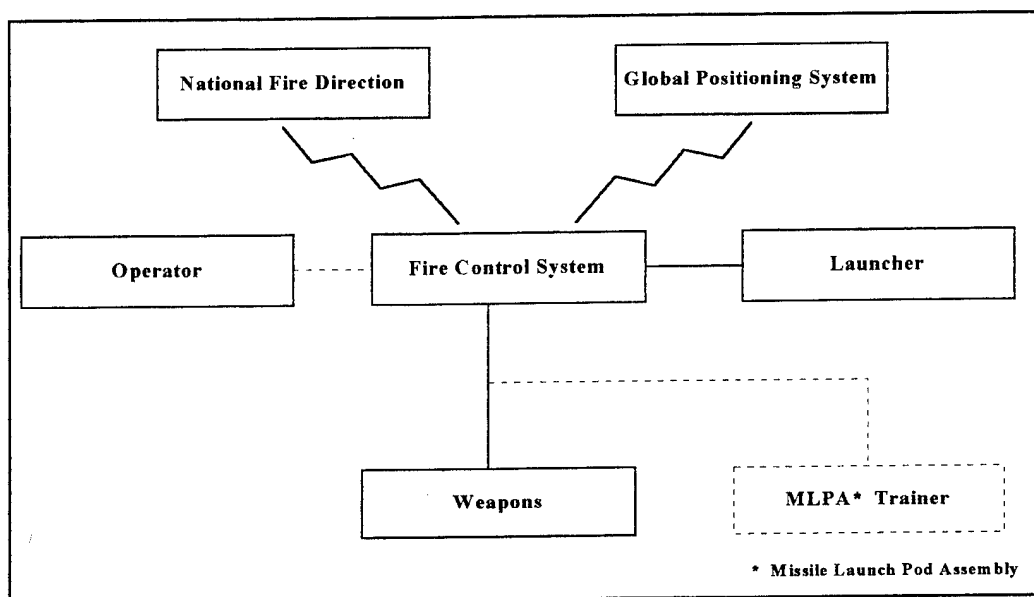 National Fire Direction
Global Positioning System
Operator
Fire Control System
Launcher
Weapons
MLPA* Trainer
* Missile Launch Pod Assembly